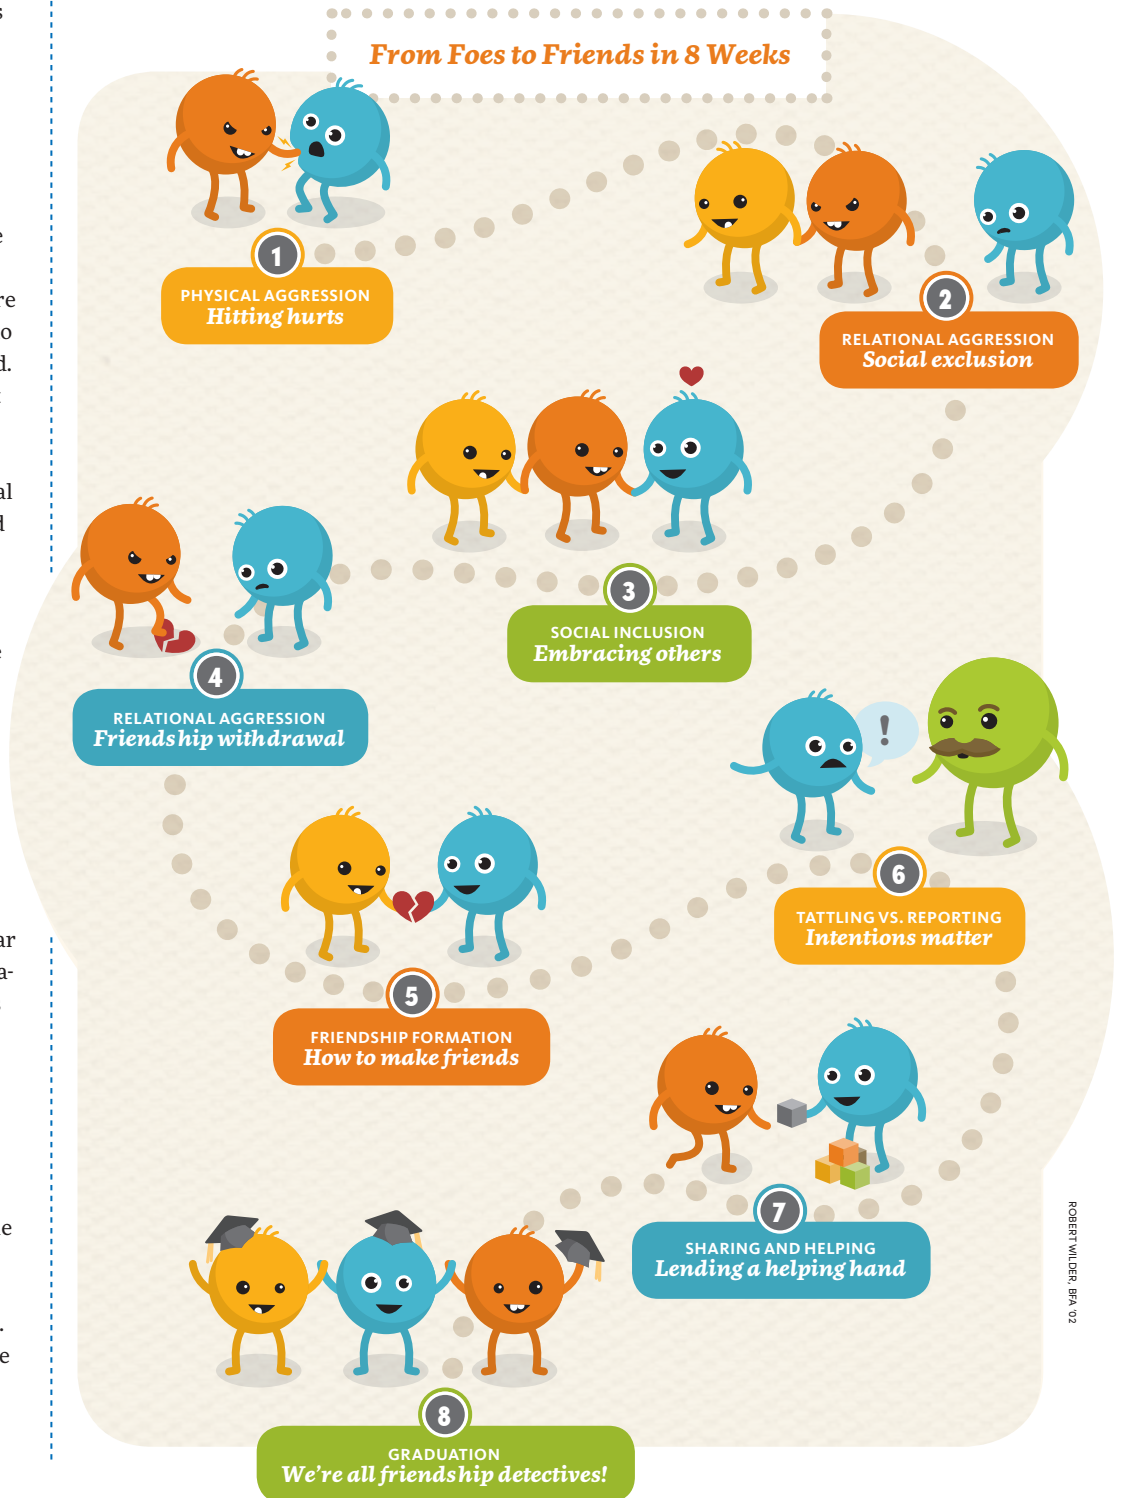 s
e
re
o
d.
al
d
e
ar
a-
e
.
e
From Foes to Friends in 8 Weeks
1
PHYSICAL AGGRESSION
Hitting hurts
2
RELATIONAL AGGRESSION
Social exclusion
3
SOCIAL INCLUSION
Embracing others
4
RELATIONAL AGGRESSION
Friendship withdrawal
!
5
FRIENDSHIP FORMATION
How to make friends
6
TATTLING VS. REPORTING
Intentions matter
7
SHARING AND HELPING
Lending a helping hand
8
GRADUATION
We're all friendship detectives!
ROBERT WILDER, BFA '02